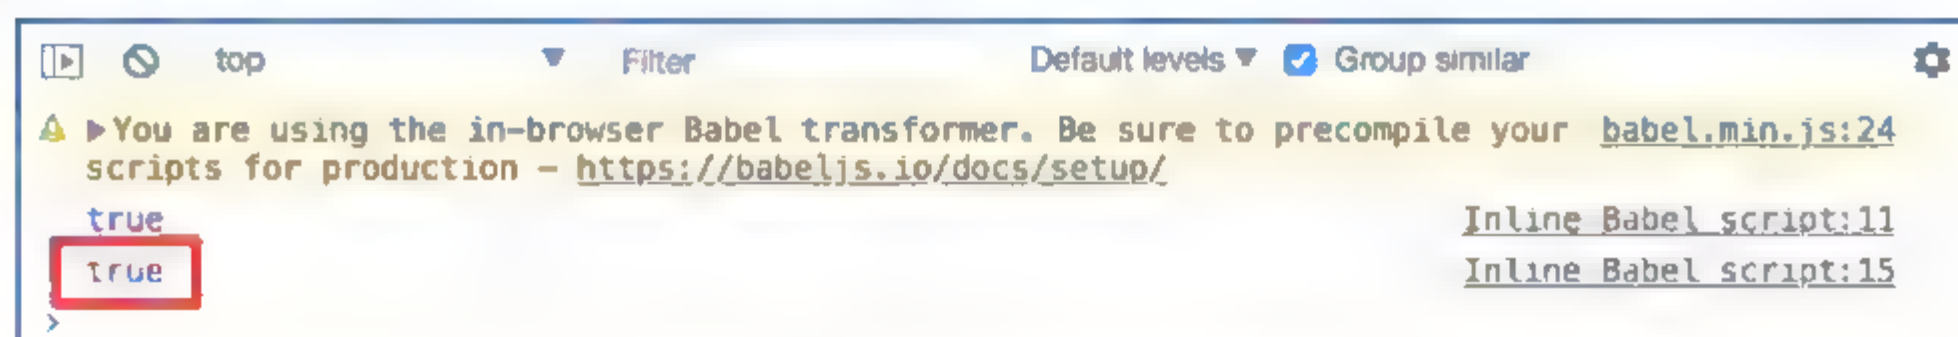 top Filter Default levels Group similar
You are using the in-browser Babel transformer. Be sure to precompile your babel.min.js:24
scripts for production – https://babeljs.io/docs/setup/
true Inline Babel script:11
true Inline Babel script:15
>